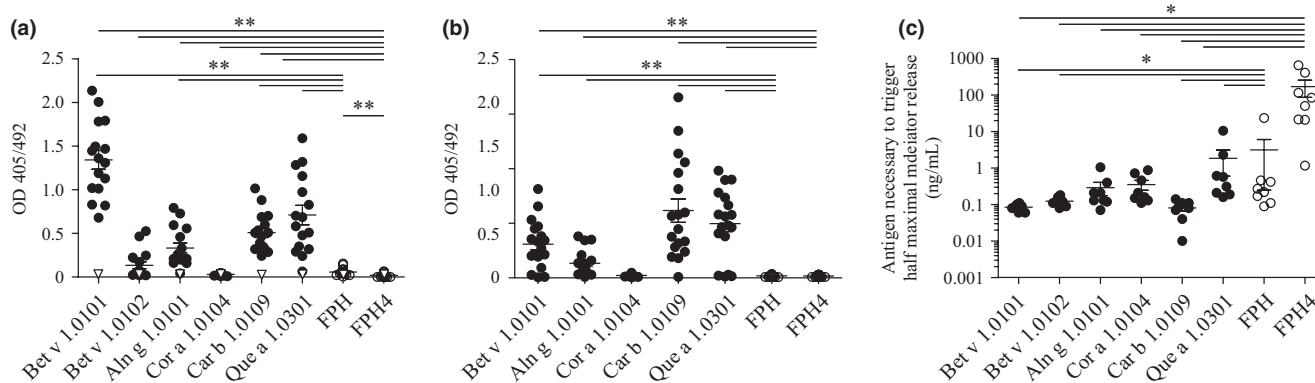 (a)
**
**
**
2.5
2.0
1.5
1.0
0.5
0
OD 405/492
Bet v 1.0101
Bet v 1.0102
Aln g 1.0101
Cor a 1.0104
Car b 1.0109
Que a 1.0301
FPH
FPH4
(b)
**
**
2.5
2.0
1.5
1.0
0.5
0
OD 405/492
Bet v 1.0101
Aln g 1.0101
Cor a 1.0104
Car b 1.0109
Que a 1.0301
FPH
FPH4
(c)
*
*
1000
100
10
1
0.1
0.01
0.001
Antigen necessary to trigger
half maximal mdeiator release
(ng/mL)
Bet v 1.0101
Bet v 1.0102
Aln g 1.0101
Cor a 1.0104
Car b 1.0109
Que a 1.0301
FPH
FPH4